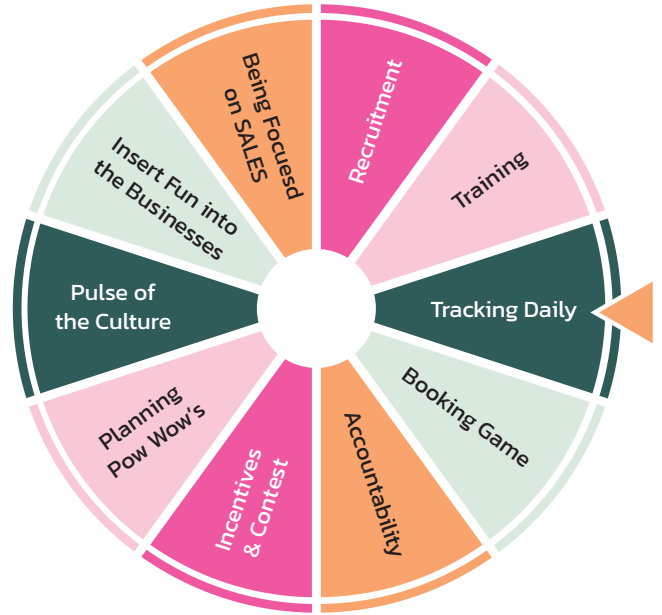 Recruitment
Training
Tracking Daily
Booking Game
Accountability
Incentives
& Contest
Planning
Pow Wow's
Pulse of
the Culture
Insert Fun into
the Businesses
Being Focuesd
on SALES